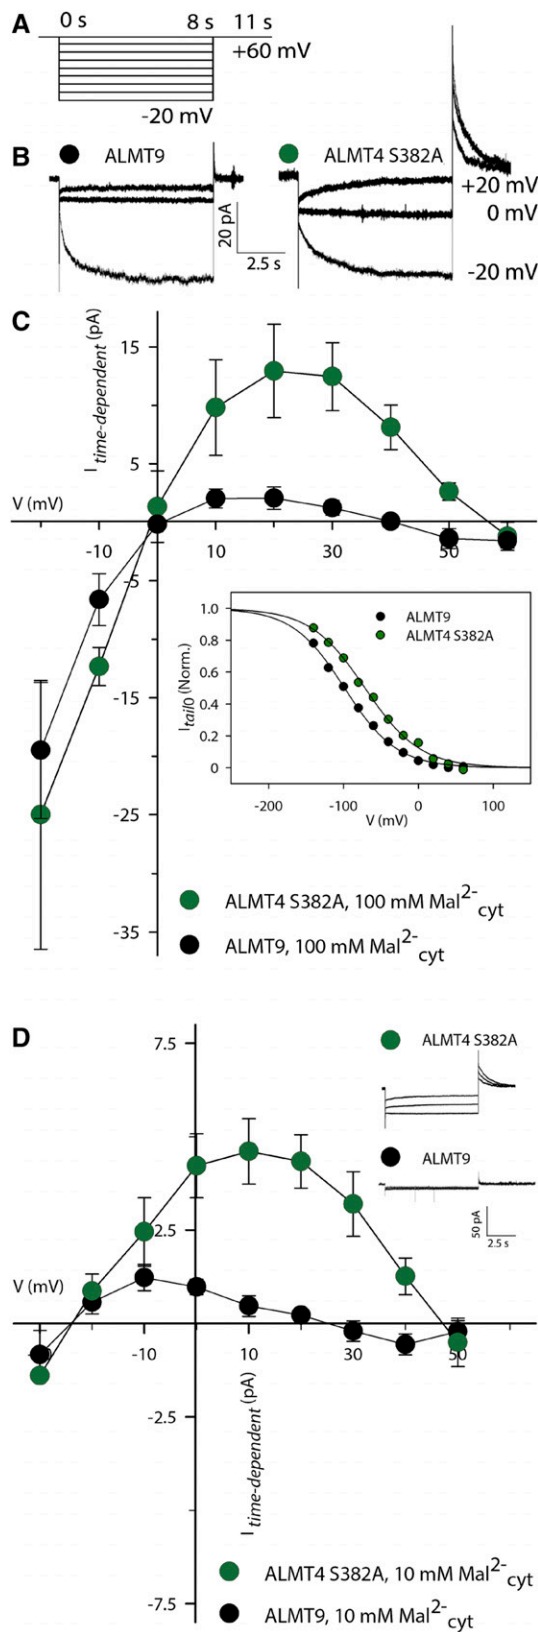 A
0 s 8 s 11 s
+60 mV
-20 mV
B
ALMT9
ALMT4 S382A
20 pA
2.5 s
+20 mV
0 mV
-20 mV
C
I time-dependent (pA)
15
5
V (mV)
-10 10 30 50
-5
-15
-25
-35
I tail0 (Norm.)
1.0
0.8
0.6
0.4
0.2
0
ALMT9
ALMT4 S382A
-200 -100 0 100
V (mV)
ALMT4 S382A, 100 mM Mal2- cyt
ALMT9, 100 mM Mal2- cyt
D
7.5
ALMT4 S382A
ALMT9
50 pA
2.5 s
2.5
V (mV)
-10 10 30 50
-2.5
I time-dependent (pA)
-7.5
ALMT4 S382A, 10 mM Mal2- cyt
ALMT9, 10 mM Mal2- cyt